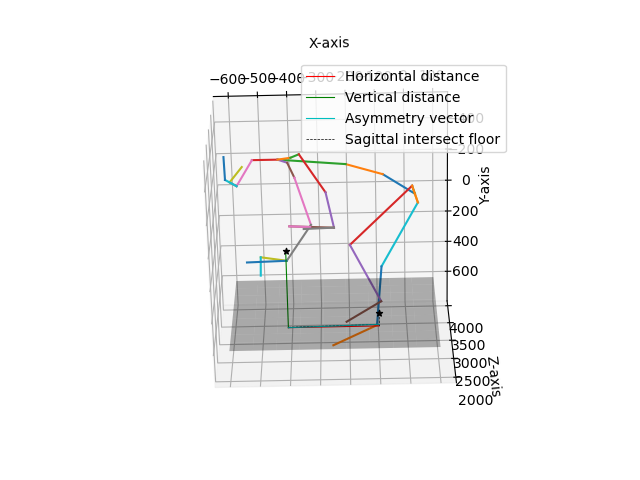 X-axis
−600
−500
−400
−300
Horizontal distance
Vertical distance
Asymmetry vector
Sagittal intersect floor
−200
0
200
400
600
Y-axis
4000
3500
3000
2500
2000
Z-axis